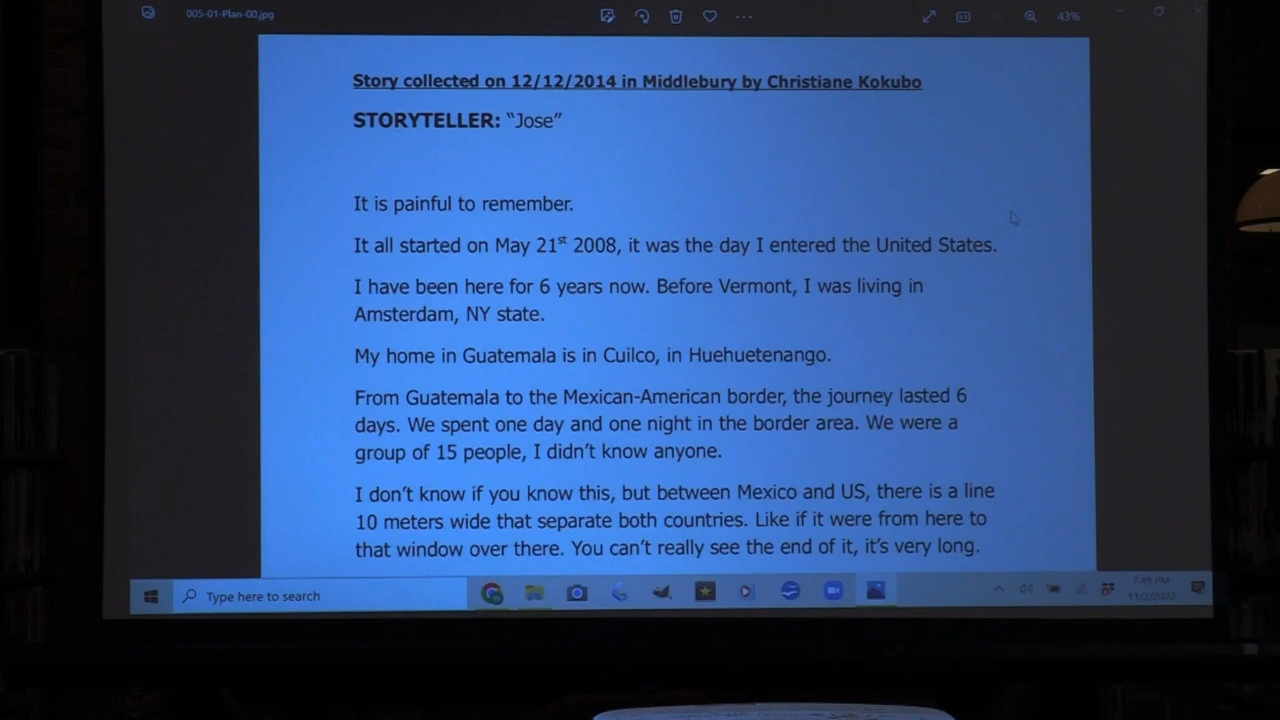 005-01-Plan-00.jpg
43%
Story collected on 12/12/2014 in Middlebury by Christiane Kokubo
STORYTELLER: “Jose”
It is painful to remember.
It all started on May 21st 2008, it was the day I entered the United States.
I have been here for 6 years now. Before Vermont, I was living in
Amsterdam, NY state.
My home in Guatemala is in Cuilco, in Huehuetenango.
From Guatemala to the Mexican-American border, the journey lasted 6
days. We spent one day and one night in the border area. We were a
group of 15 people, I didn’t know anyone.
I don’t know if you know this, but between Mexico and US, there is a line
10 meters wide that separate both countries. Like if it were from here to
that window over there. You can’t really see the end of it, it’s very long.
Type here to search
7:49 PM
11/2/2022